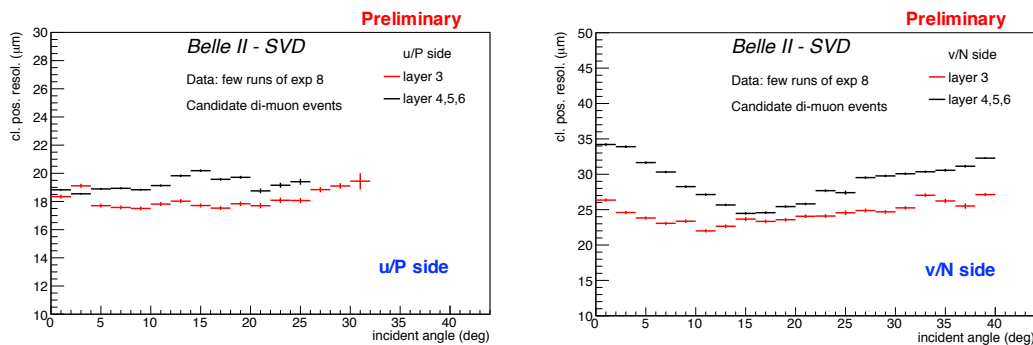 Preliminary
Belle II - SVD
u/P side
Data: few runs of exp 8
layer 3
Candidate di-muon events
layer 4,5,6
u/P side
cl. pos. resol. (μm)
30
28
26
24
22
20
18
16
14
12
10
0 5 10 15 20 25 30 35 40
incident angle (deg)
Preliminary
Belle II - SVD
v/N side
Data: few runs of exp 8
layer 3
Candidate di-muon events
layer 4,5,6
v/N side
cl. pos. resol. (μm)
50
45
40
35
30
25
20
15
10
0 5 10 15 20 25 30 35 40
incident angle (deg)